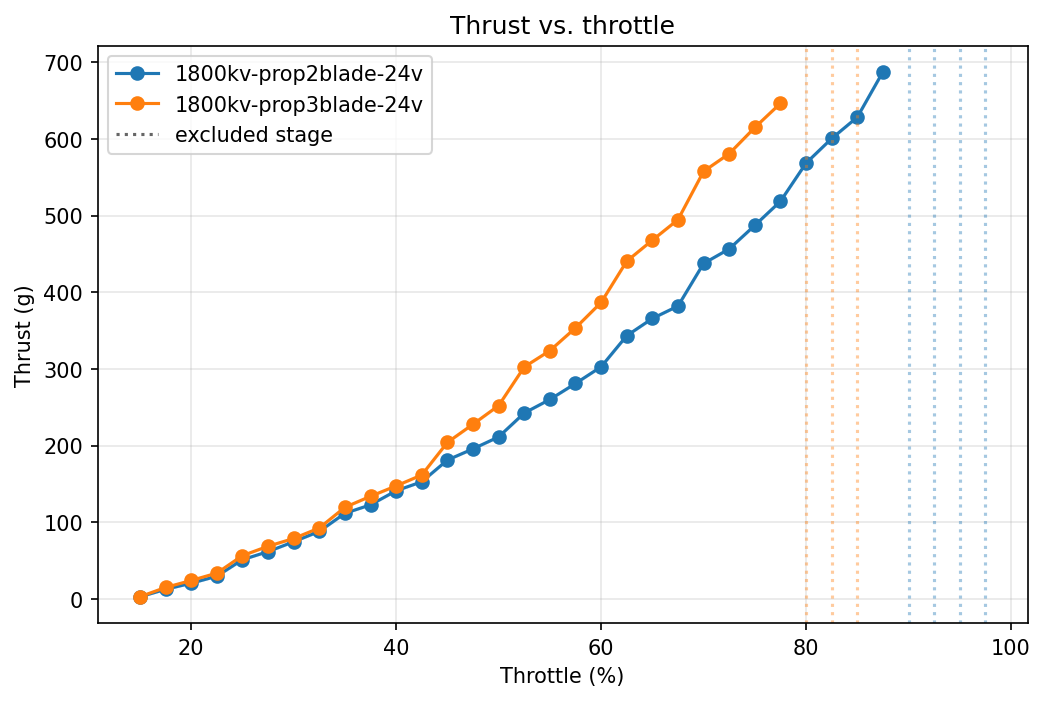 Thrust vs. throttle
1800kv-prop2blade-24v
1800kv-prop3blade-24v
excluded stage
700
600
500
400
300
200
100
0
Thrust (g)
20
40
60
80
100
Throttle (%)